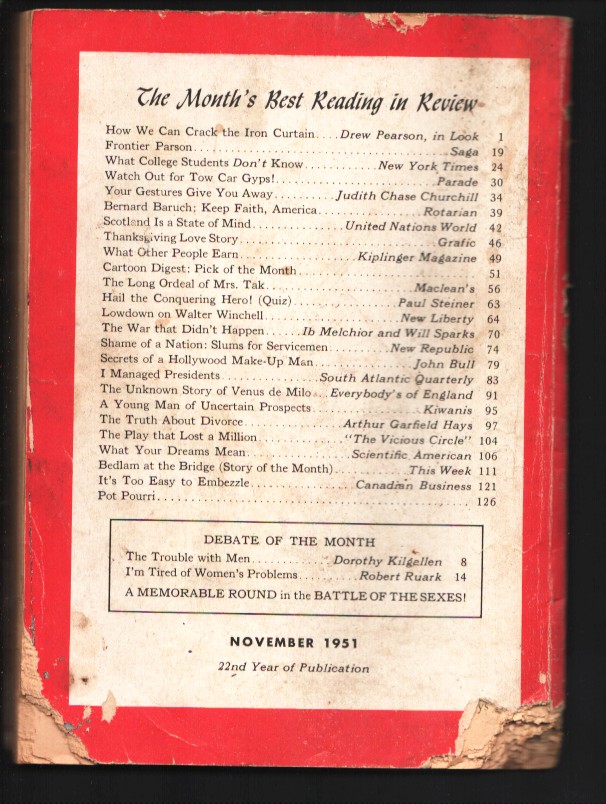 The Month's Best Reading in Review
How We Can Crack the Iron Curtain....Drew Pearson, in Look 1
Frontier Parson........................................Saga 19
What College Students Don't Know...........New York Times 24
Watch Out for Tow Car Gyps!........................Parade 30
Your Gestures Give You Away.........Judith Chase Churchill 34
Bernard Baruch; Keep Faith, America...............Rotarian 39
Scotland Is a State of Mind............United Nations World 42
Thanksgiving Love Story.............................Grafic 46
What Other People Earn.................Kiplinger Magazine 49
Cartoon Digest: Pick of the Month......................... 51
The Long Ordeal of Mrs. Tak......................Maclean's 56
Hail the Conquering Hero! (Quiz)..............Paul Steiner 63
Lowdown on Walter Winchell.....................New Liberty 64
The War that Didn't Happen......Ib Melchior and Will Sparks 70
Shame of a Nation: Slums for Servicemen.........New Republic 74
Secrets of a Hollywood Make-Up Man...............John Bull 79
I Managed Presidents..............South Atlantic Quarterly 83
The Unknown Story of Venus de Milo...Everybody's of England 91
A Young Man of Uncertain Prospects.................Kiwanis 95
The Truth About Divorce................Arthur Garfield Hays 97
The Play that Lost a Million............."The Vicious Circle" 104
What Your Dreams Mean................Scientific American 106
Bedlam at the Bridge (Story of the Month)...........This Week 111
It's Too Easy to Embezzle................Canadian Business 121
Pot Pourri................................................ 126
DEBATE OF THE MONTH
The Trouble with Men............Dorothy Kilgallen 8
I'm Tired of Women's Problems.........Robert Ruark 14
A MEMORABLE ROUND in the BATTLE OF THE SEXES!
NOVEMBER 1951
22nd Year of Publication